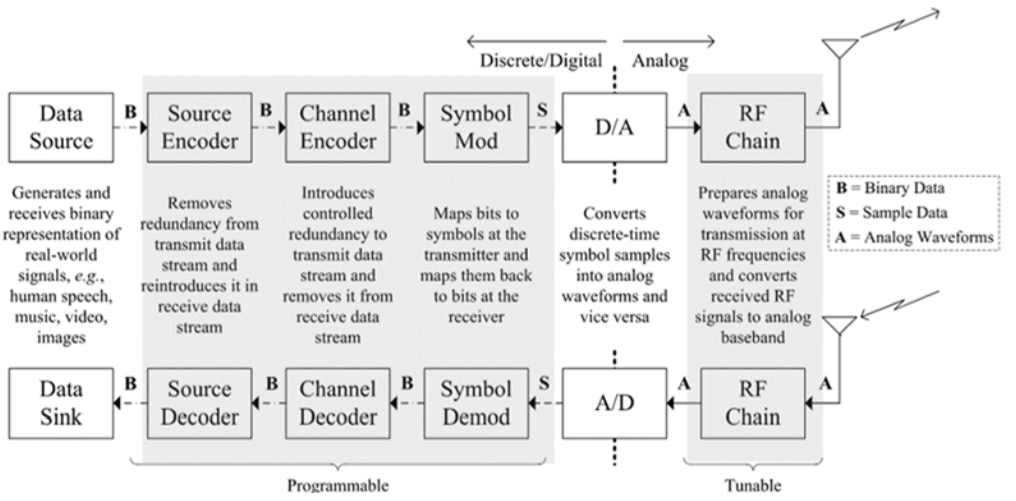 Discrete/Digital
Analog
Data
Source
B
Source
Encoder
B
Channel
Encoder
B
Symbol
Mod
S
D/A
A
RF
Chain
A
Generates and
receives binary
representation of
real-world
signals, e.g.,
human speech,
music, video,
images
Removes
redundancy from
transmit data
stream and
reintroduces it in
receive data
stream
Introduces
controlled
redundancy to
transmit data
stream and
removes it from
receive data
stream
Maps bits to
symbols at the
transmitter and
maps them back
to bits at the
receiver
Converts
discrete-time
symbol samples
into analog
waveforms and
vice versa
Prepares analog
waveforms for
transmission at
RF frequencies
and converts
received RF
signals to analog
baseband
B = Binary Data
S = Sample Data
A = Analog Waveforms
Data
Sink
B
Source
Decoder
B
Channel
Decoder
B
Symbol
Demod
S
A/D
A
RF
Chain
A
Programmable
Tunable